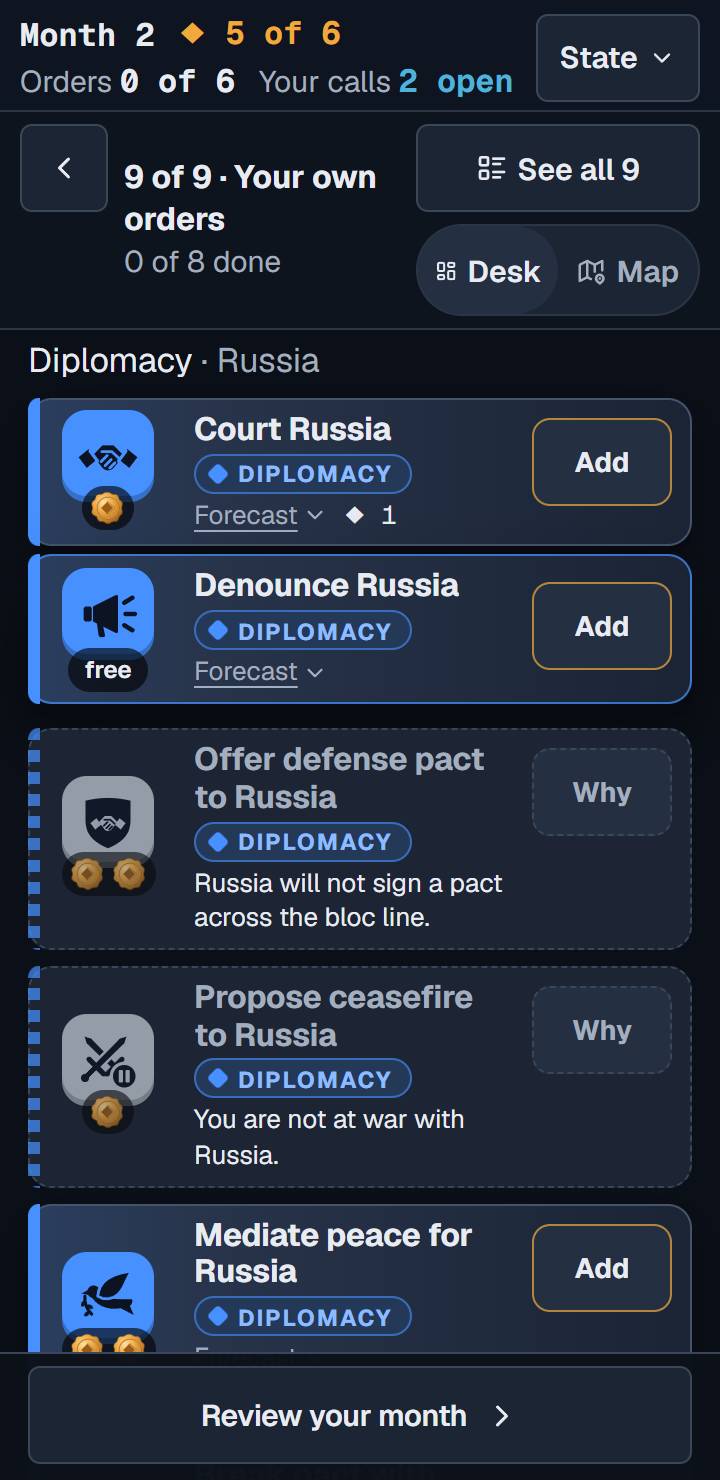 Month 2 ◆ 5 of 6
Orders 0 of 6 Your calls 2 open
State
9 of 9 · Your own
orders
0 of 8 done
See all 9
Desk
Map
Diplomacy · Russia
Court Russia
DIPLOMACY
Forecast ◆ 1
Add
Denounce Russia
DIPLOMACY
Forecast
free
Add
Offer defense pact
to Russia
DIPLOMACY
Russia will not sign a pact
across the bloc line.
Why
Propose ceasefire
to Russia
DIPLOMACY
You are not at war with
Russia.
Why
Mediate peace for
Russia
DIPLOMACY
Add
Review your month